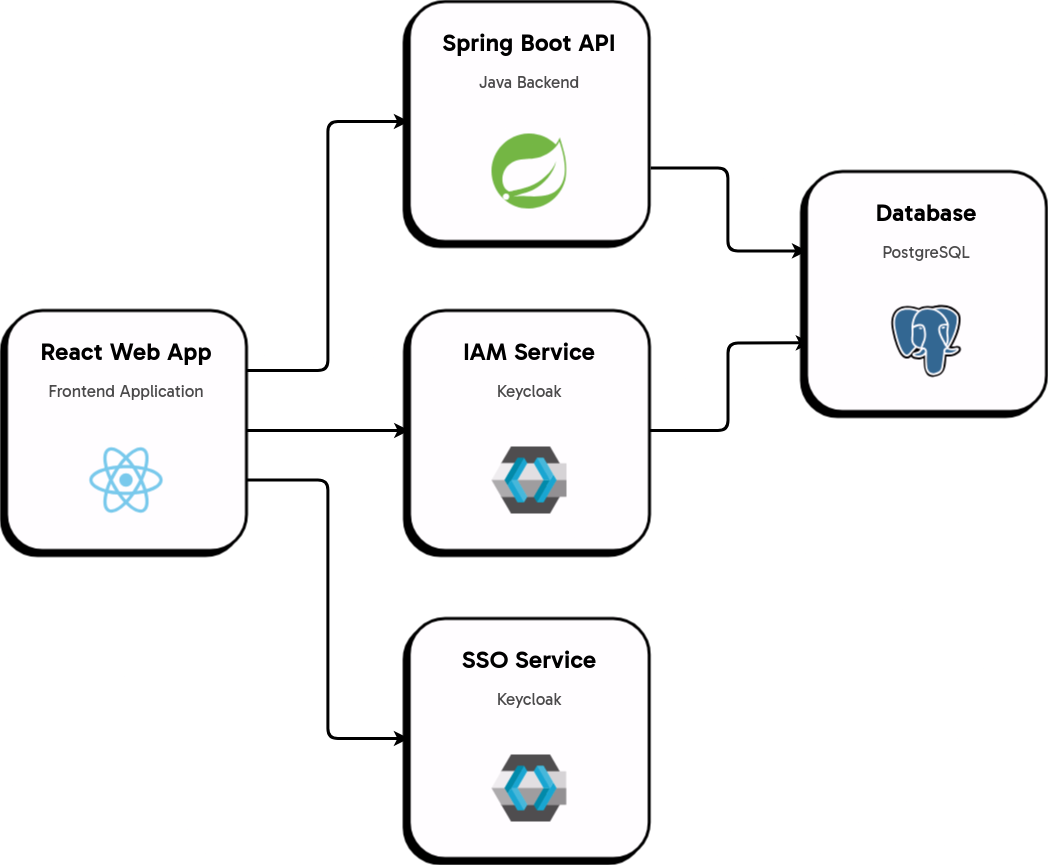 Spring Boot API
Java Backend
Database
PostgreSQL
React Web App
Frontend Application
IAM Service
Keycloak
SSO Service
Keycloak